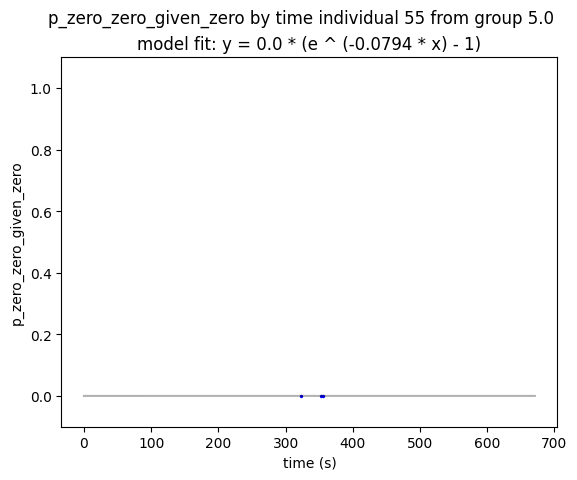 p_zero_zero_given_zero by time individual 55 from group 5.0
model fit: y = 0.0 * (e ^ (-0.0794 * x) - 1)
1.0
0.8
0.6
0.4
0.2
0.0
p_zero_zero_given_zero
0 100 200 300 400 500 600 700
time (s)